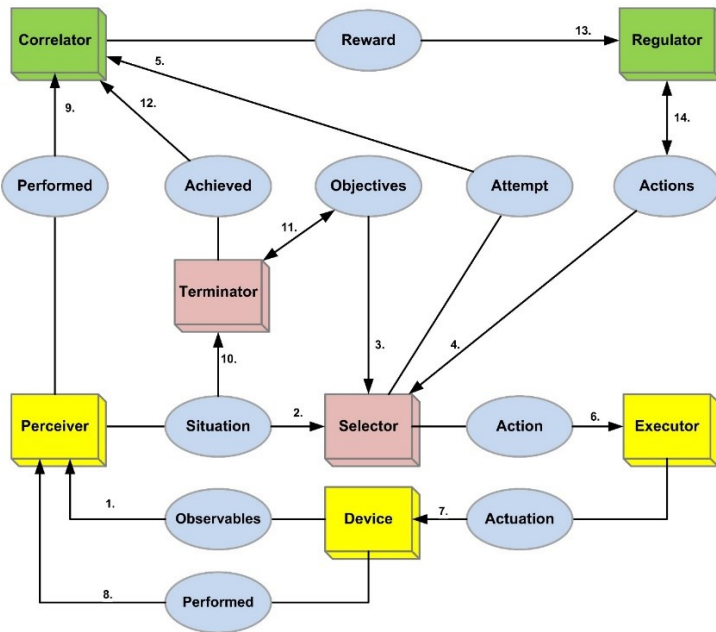 Correlator
Reward
13.
Regulator
5.
9.
12.
14.
Performed
Achieved
Objectives
Attempt
Actions
11.
Terminator
3.
4.
10.
Perceiver
Situation
2.
Selector
Action
6.
Executor
1.
Observables
Device
7.
Actuation
8.
Performed